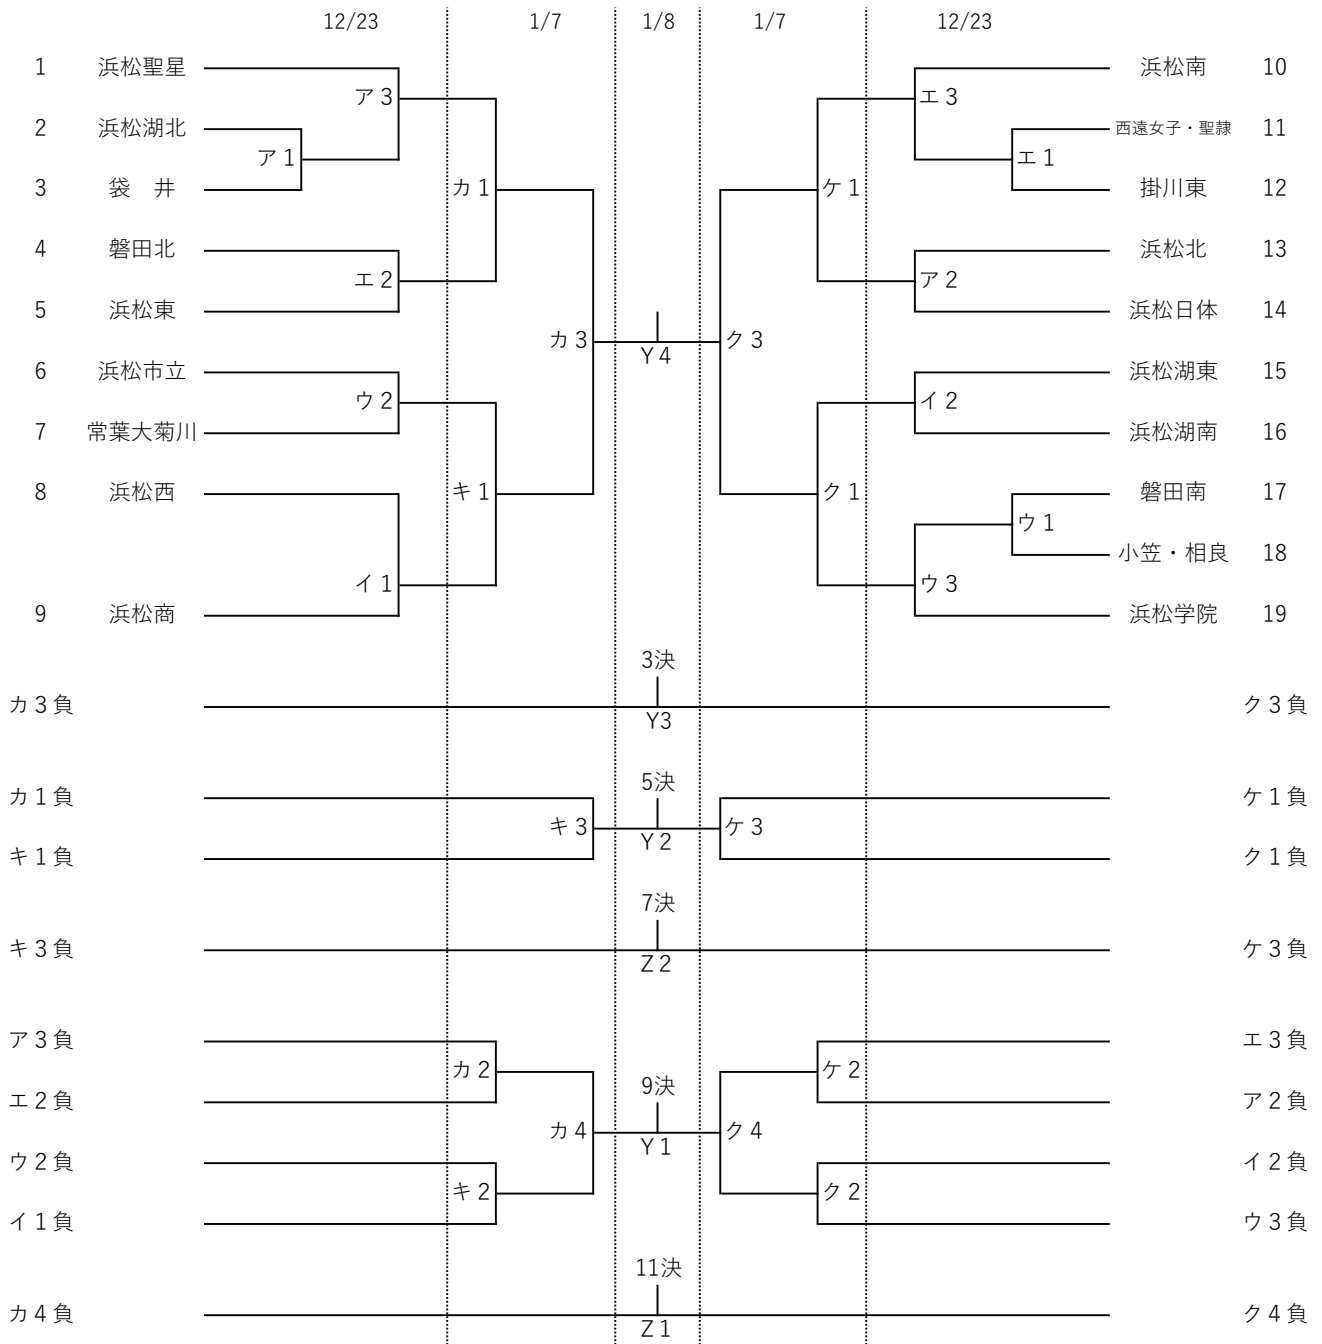 12/23 1/7 1/8 1/7 12/23
1 浜松聖星 浜松南 10
ア3 エ3
2 浜松湖北 西遠女子・聖隷 11
ア1 エ1
3 袋　井 カ1 ケ1 掛川東 12
4 磐田北 浜松北 13
エ2 ア2
5 浜松東 浜松日体 14
カ3 Y4 ク3
6 浜松市立 浜松湖東 15
ウ2 イ2
7 常葉大菊川 浜松湖南 16
8 浜松西 キ1 ク1 磐田南 17
ウ1
小笠・相良 18
イ1 ウ3
9 浜松商 浜松学院 19
3決
カ3負 ク3負
Y3
5決
カ1負 ケ1負
キ3 Y2 ケ3
キ1負 ク1負
7決
キ3負 ケ3負
Z2
ア3負 エ3負
カ2 ケ2
9決
エ2負 ア2負
カ4 Y1 ク4
ウ2負 イ2負
キ2 ク2
イ1負 ウ3負
11決
カ4負 ク4負
Z1